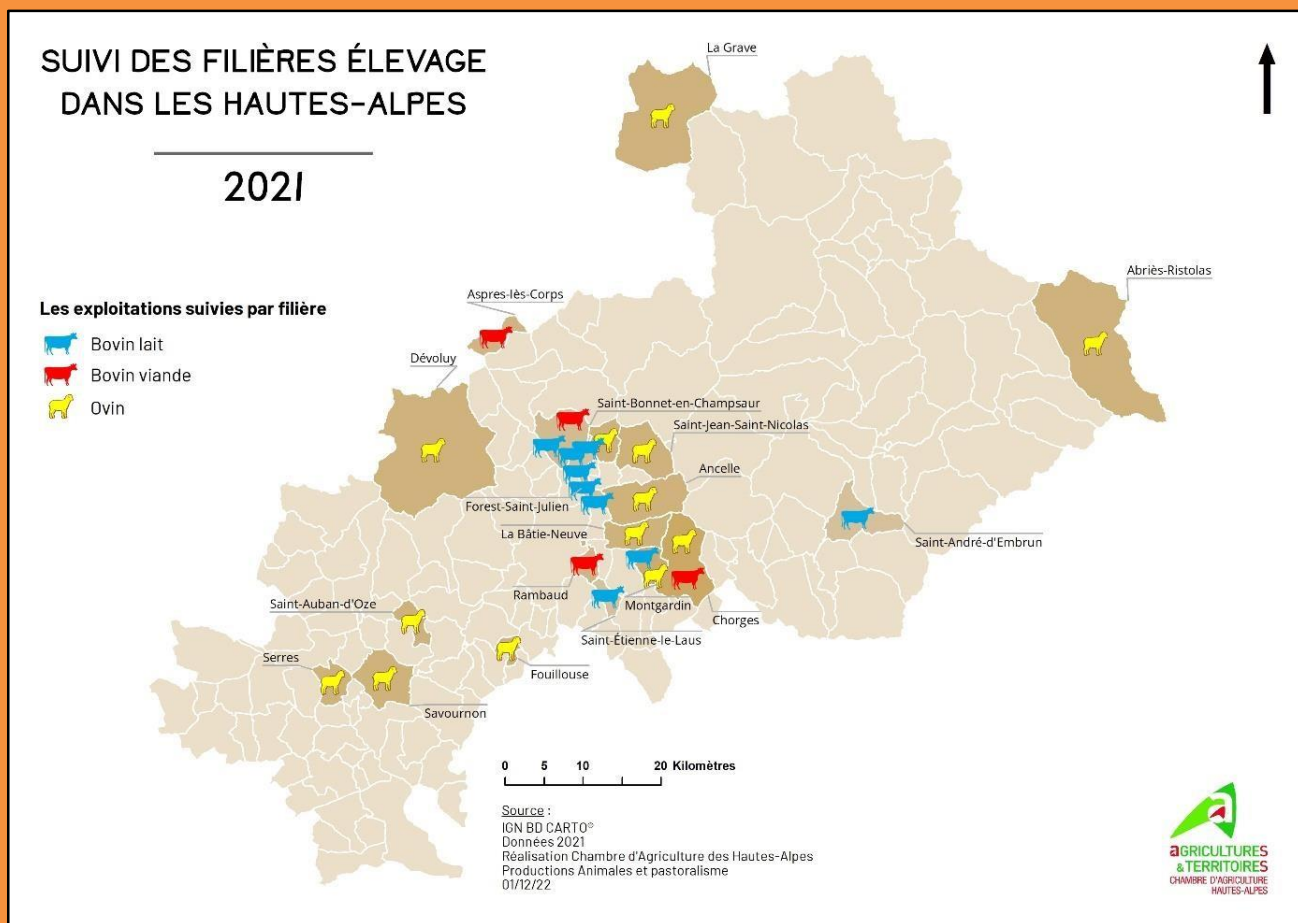 SUIVI DES FILIÈRES ÉLEVAGE
DANS LES HAUTES-ALPES
2021
Les exploitations suivies par filière
Bovin lait
Bovin viande
Ovin
La Grave
Abriès-Ristolas
Aspres-lès-Corps
Dévoluy
Saint-Bonnet-en-Champsaur
Saint-Jean-Saint-Nicolas
Ancelle
Forest-Saint-Julien
La Bâtie-Neuve
Saint-André-d'Embrun
Rambaud
Montgardin
Chorges
Saint-Auban-d'Oze
Saint-Étienne-le-Laus
Serres
Fouillouse
Savournon
0 5 10 20 Kilomètres
Source :
IGN BD CARTO®
Données 2021
Réalisation Chambre d'Agriculture des Hautes-Alpes
Productions Animales et pastoralisme
01/12/22
a
aGRICULTURES
& TERRITOIRES
CHAMBRE D'AGRICULTURE
HAUTES-ALPES